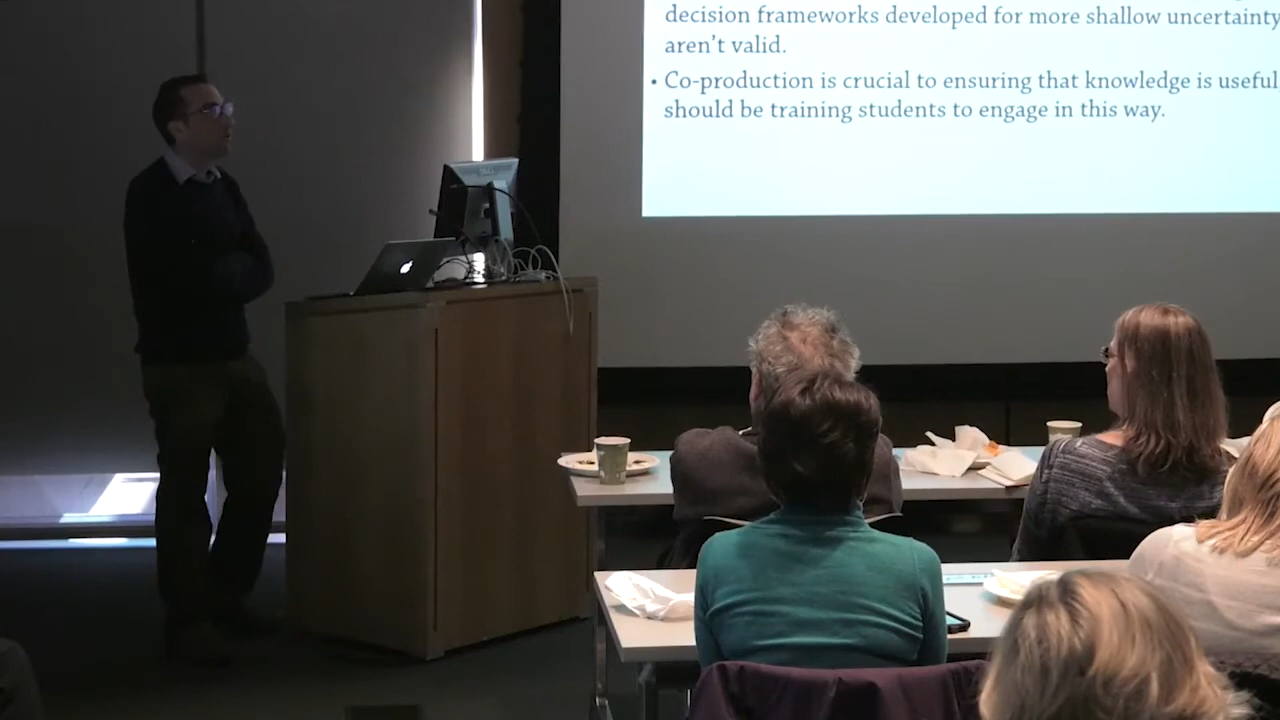 decision frameworks developed for more shallow uncertainty
aren't valid.
• Co-production is crucial to ensuring that knowledge is useful
should be training students to engage in this way.
DELL